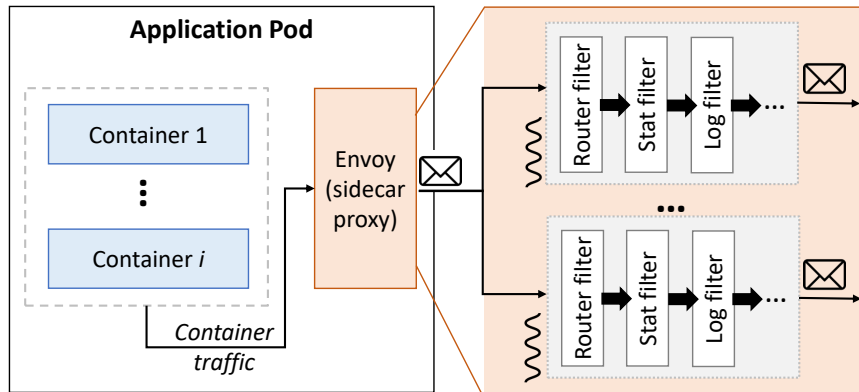 Application Pod
Container 1
⋮
Container i
Container
traffic
Envoy
(sidecar
proxy)
Router filter
Stat filter
Log filter
...
...
Router filter
Stat filter
Log filter
...